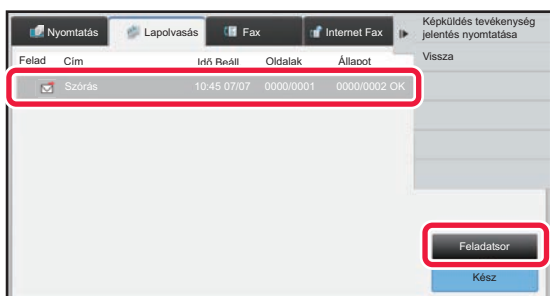 Nyomtatás Lapolvasás Fax Internet Fax
Képküldés tevékenység
jelentés nyomtatása
Vissza
Felad Cím Idő Beáll Oldalak Állapot
Szórás 10:45 07/07 0000/0001 0000/0002 OK
Feladatsor
Kész